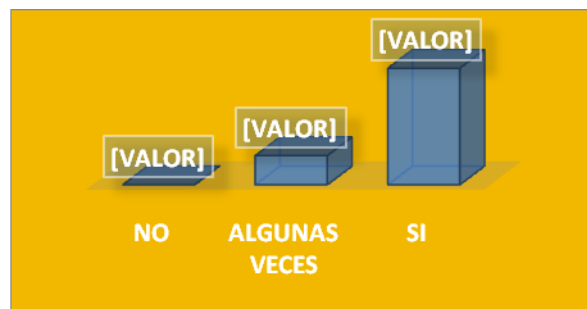 [VALOR]
[VALOR]
[VALOR]
NO
ALGUNAS
VECES
SI